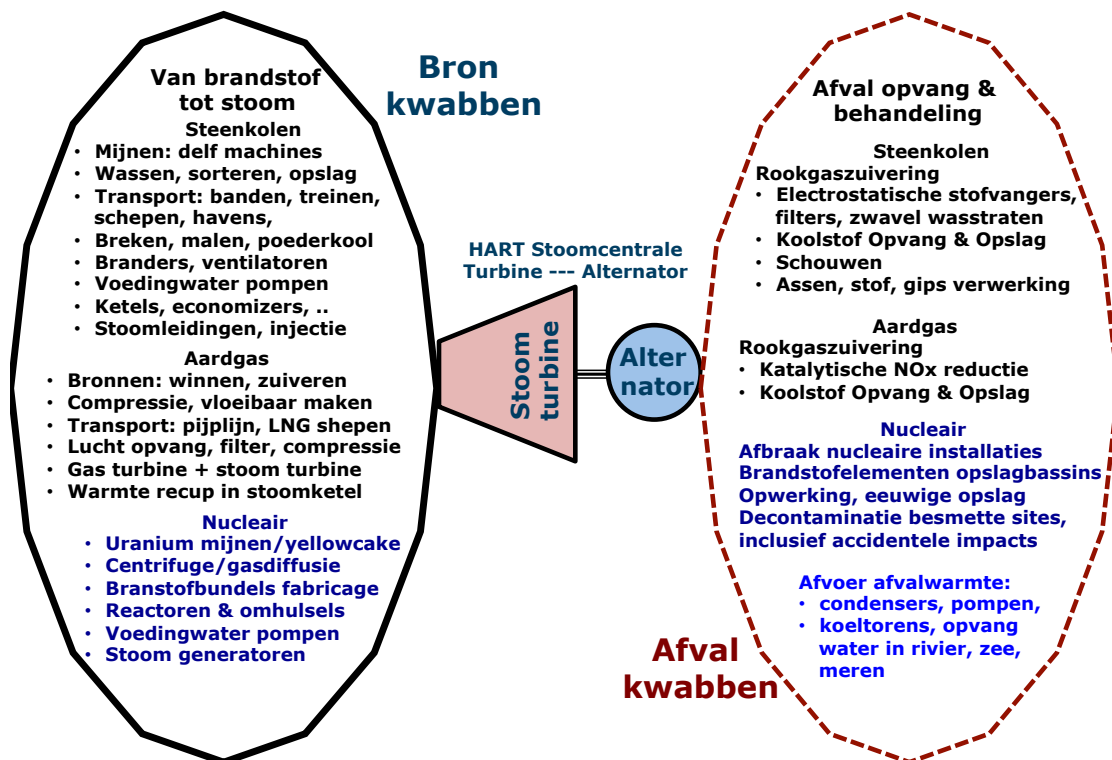 Van brandstof
tot stoom
Steenkolen
• Mijnen: delf machines
• Wassen, sorteren, opslag
• Transport: banden, treinen,
schepen, havens,
• Breken, malen, poederkool
• Branders, ventilatoren
• Voedingwater pompen
• Ketels, economizers, ..
• Stoomleidingen, injectie
Aardgas
• Bronnen: winnen, zuiveren
• Compressie, vloeibaar maken
• Transport: pijplijn, LNG shepen
• Lucht opvang, filter, compressie
• Gas turbine + stoom turbine
• Warmte recup in stoomketel
Nucleair
• Uranium mijnen/yellowcake
• Centrifuge/gasdiffusie
• Branstofbundels fabricage
• Reactoren & omhulsels
• Voedingwater pompen
• Stoom generatoren
Bron
kwabben
HART Stoomcentrale
Turbine --- Alternator
Stoom
turbine
Alter
nator
Afval
kwabben
Afval opvang &
behandeling
Steenkolen
Rookgaszuivering
• Electrostatische stofvangers,
filters, zwavel wasstraten
• Koolstof Opvang & Opslag
• Schouwen
• Assen, stof, gips verwerking
Aardgas
Rookgaszuivering
• Katalytische NOx reductie
• Koolstof Opvang & Opslag
Nucleair
Afbraak nucleaire installaties
Brandstofelementen opslagbassins
Opwerking, eeuwige opslag
Decontaminatie besmette sites,
inclusief accidentele impacts
Afvoer afvalwarmte:
• condensers, pompen,
• koeltorens, opvang
water in rivier, zee,
meren